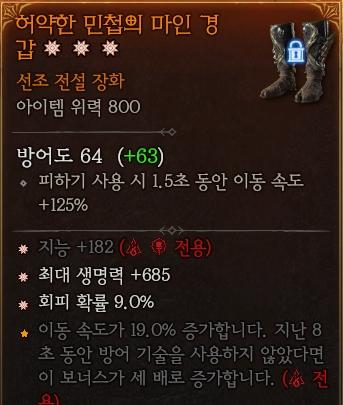 허약한 민첩의 마인 경
갑
선조 전설 장화
아이템 위력 800
방어도 64 (+63)
피하기 사용 시 1.5초 동안 이동 속도
+125%
지능 +182 ( 전용)
최대 생명력 +685
회피 확률 9.0%
이동 속도가 19.0% 증가합니다. 지난 8
초 동안 방어 기술을 사용하지 않았다면
이 보너스가 세 배로 증가합니다. ( 전
용)